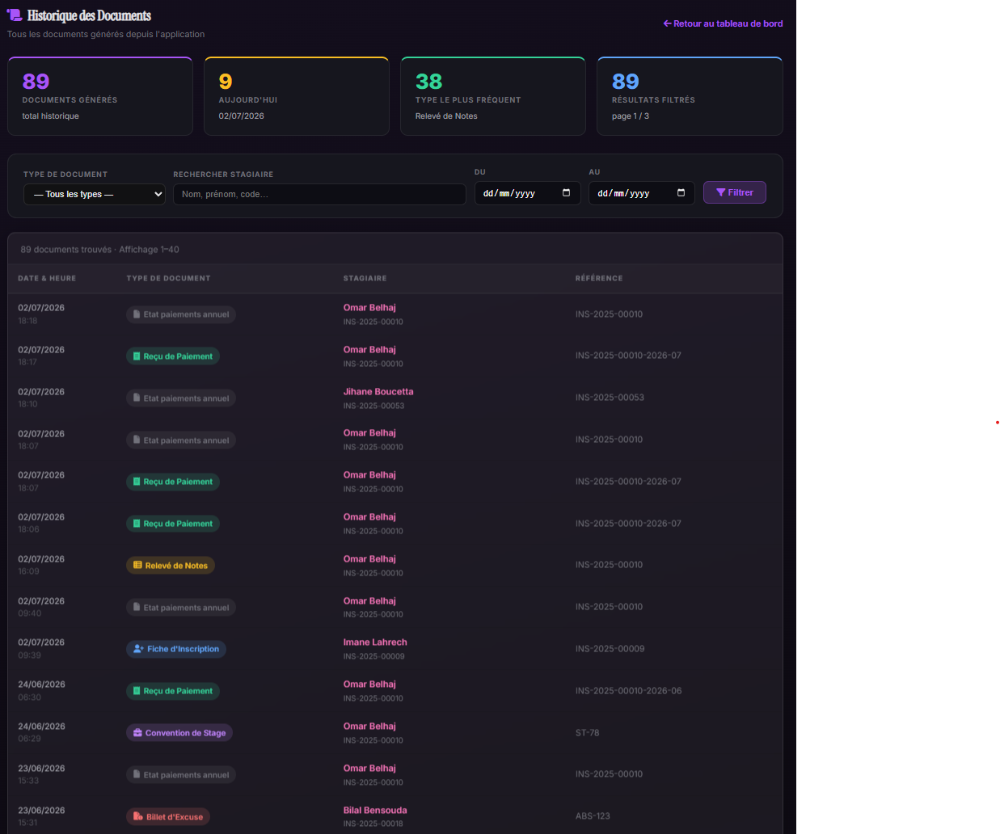 Historique des Documents
Tous les documents générés depuis l'application
Retour au tableau de bord
89
DOCUMENTS GÉNÉRÉS
total historique
9
AUJOURD'HUI
02/07/2026
38
TYPE LE PLUS FRÉQUENT
Relevé de Notes
89
RÉSULTATS FILTRÉS
page 1 / 3
TYPE DE DOCUMENT
— Tous les types —
RECHERCHER STAGIAIRE
Nom, prénom, code...
DU
dd/mm/yyyy
AU
dd/mm/yyyy
Filtrer
89 documents trouvés · Affichage 1–40
DATE & HEURE TYPE DE DOCUMENT STAGIAIRE RÉFÉRENCE
02/07/2026 18:18 Etat paiements annuel Omar Belhaj INS-2025-00010 INS-2025-00010
02/07/2026 18:17 Reçu de Paiement Omar Belhaj INS-2025-00010 INS-2025-00010-2026-07
02/07/2026 18:10 Etat paiements annuel Jihane Boucetta INS-2025-00053 INS-2025-00053
02/07/2026 18:07 Etat paiements annuel Omar Belhaj INS-2025-00010 INS-2025-00010
02/07/2026 18:07 Reçu de Paiement Omar Belhaj INS-2025-00010 INS-2025-00010-2026-07
02/07/2026 18:06 Reçu de Paiement Omar Belhaj INS-2025-00010 INS-2025-00010-2026-07
02/07/2026 16:09 Relevé de Notes Omar Belhaj INS-2025-00010 INS-2025-00010
02/07/2026 09:40 Etat paiements annuel Omar Belhaj INS-2025-00010 INS-2025-00010
02/07/2026 09:39 Fiche d'Inscription Imane Lahrech INS-2025-00009 INS-2025-00009
24/06/2026 06:30 Reçu de Paiement Omar Belhaj INS-2025-00010 INS-2025-00010-2026-06
24/06/2026 06:29 Convention de Stage Omar Belhaj INS-2025-00010 ST-78
23/06/2026 15:33 Etat paiements annuel Omar Belhaj INS-2025-00010 INS-2025-00010
23/06/2026 15:31 Billet d'Excuse Bilal Bensouda INS-2025-00018 ABS-123